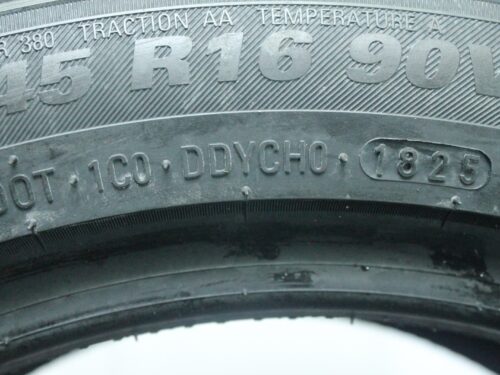 380 TRACTION AA TEMPERATURE A
45 R16 90V
DOT · 1C0 · DDYCHO · 1825